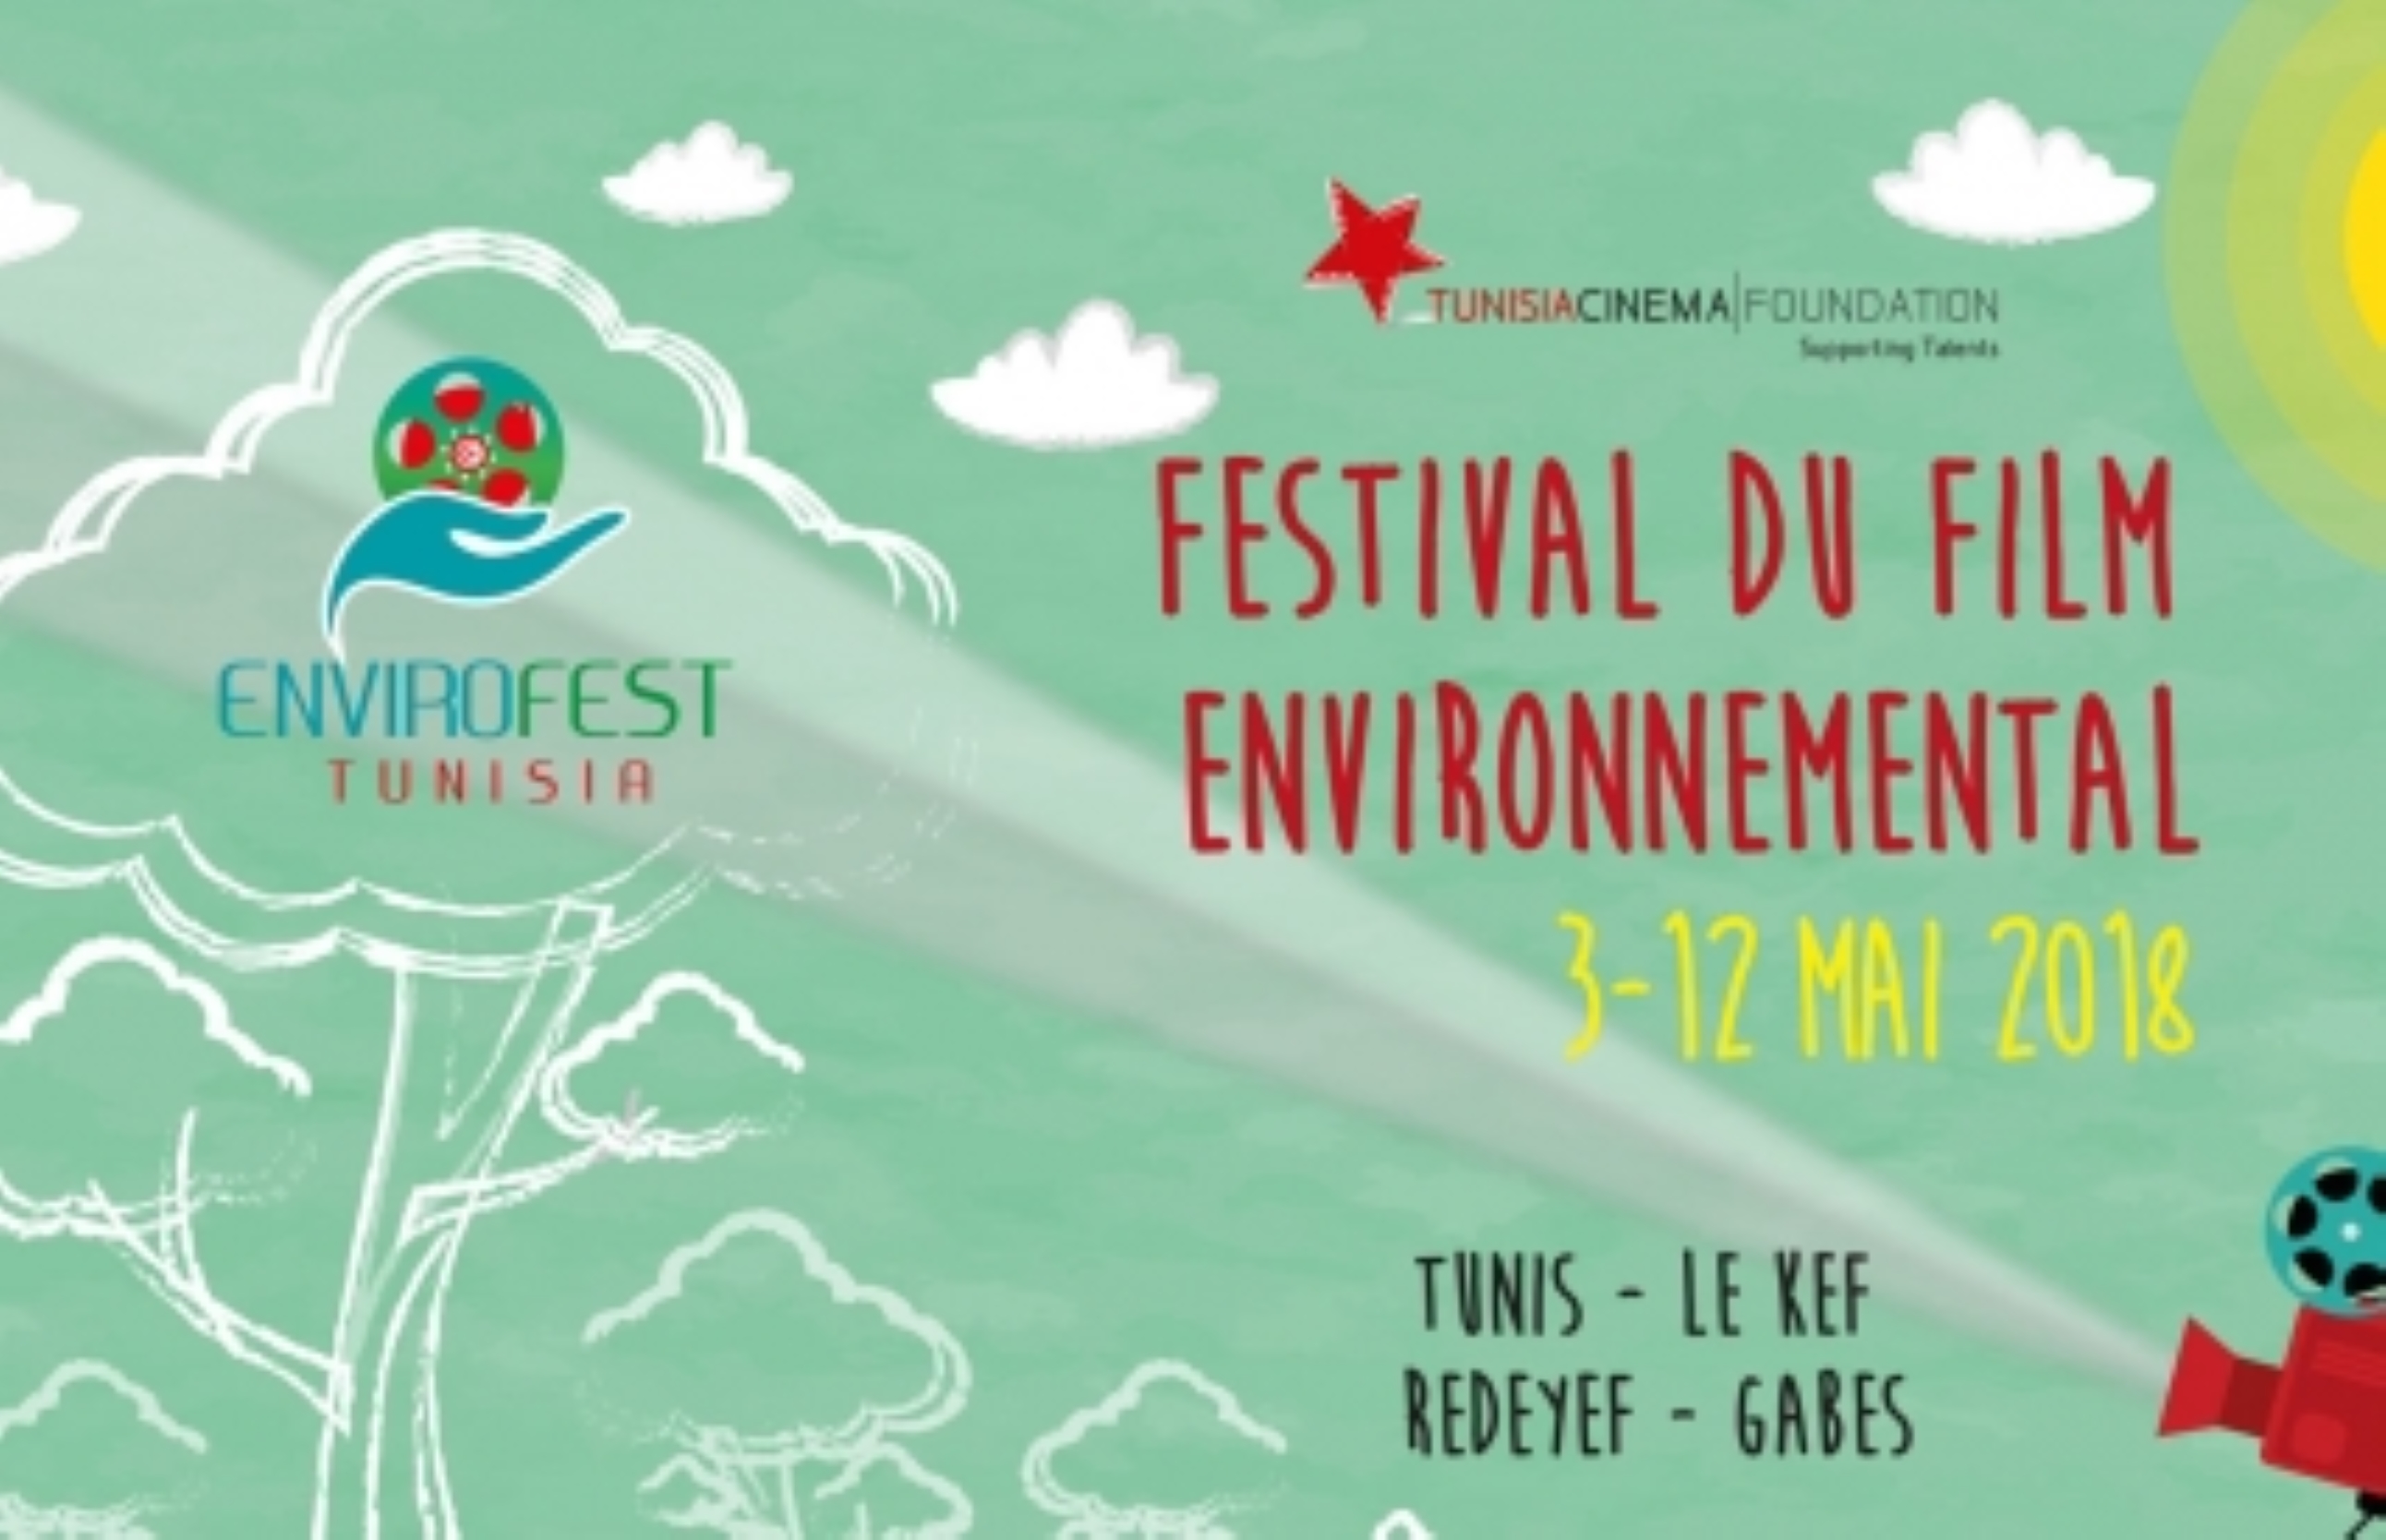 TUNISIACINEMA|FOUNDATION
Supporting Talents
FESTIVAL DU FILM
ENVIRONNEMENTAL
3-12 MAI 2018
TUNIS - LE KEF
REDEYEF - GABES
ENVIROFEST
TUNISIA